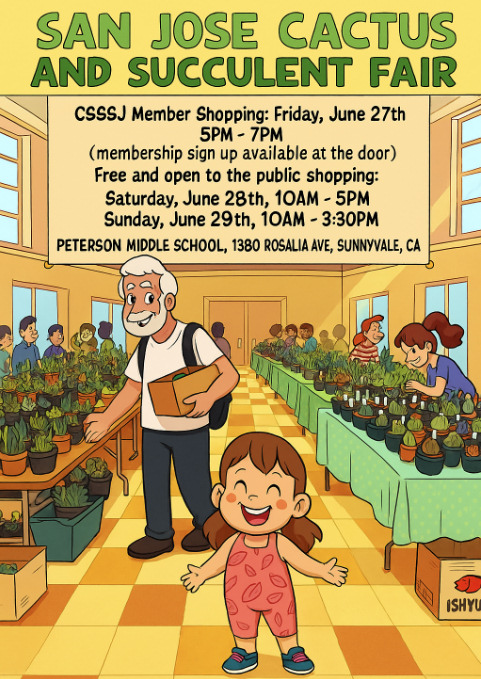 SAN JOSE CACTUS
AND SUCCULENT FAIR
CSSSJ Member Shopping: Friday, June 27th
5PM - 7PM
(membership sign up available at the door)
Free and open to the public shopping:
Saturday, June 28th, 10AM - 5PM
Sunday, June 29th, 10AM - 3:30PM
PETERSON MIDDLE SCHOOL, 1380 ROSALIA AVE, SUNNYVALE, CA
ISHYU